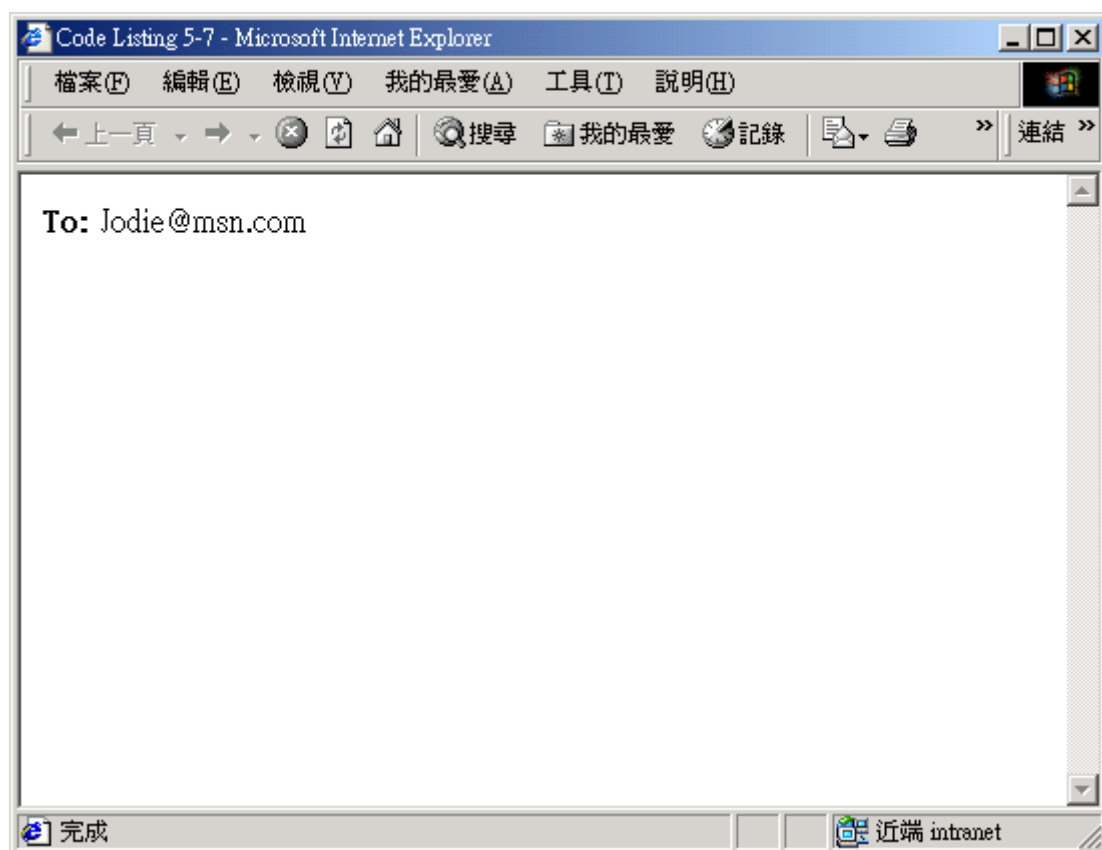 Code Listing 5-7 - Microsoft Internet Explorer
檔案(F) 編輯(E) 檢視(V) 我的最愛(A) 工具(T) 說明(H)
上一頁 搜尋 我的最愛 記錄 » 連結 »
To: Jodie@msn.com
完成 近端 intranet